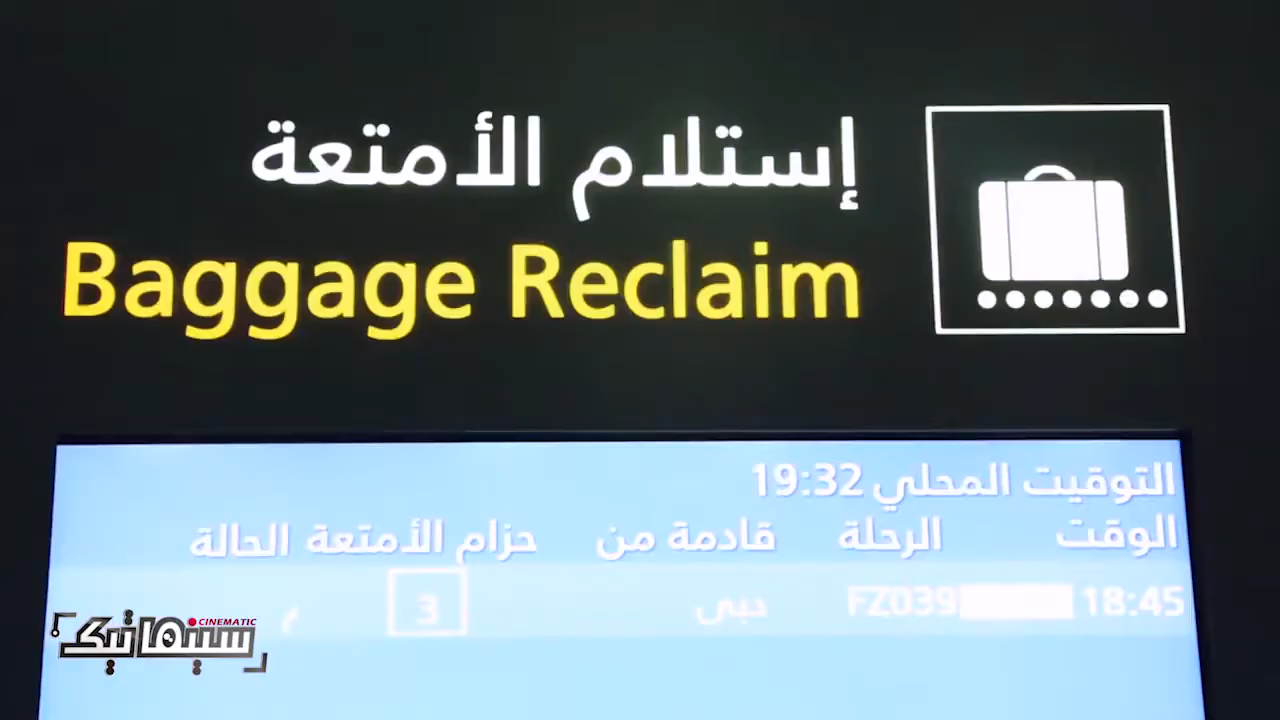 إستلام الأمتعة
Baggage Reclaim
التوقيت المحلي 19:32
الوقت الرحلة قادمة من حزام الأمتعة الحالة
18:45 FZ039 دبي 3
CINEMATIC
سينماتيك